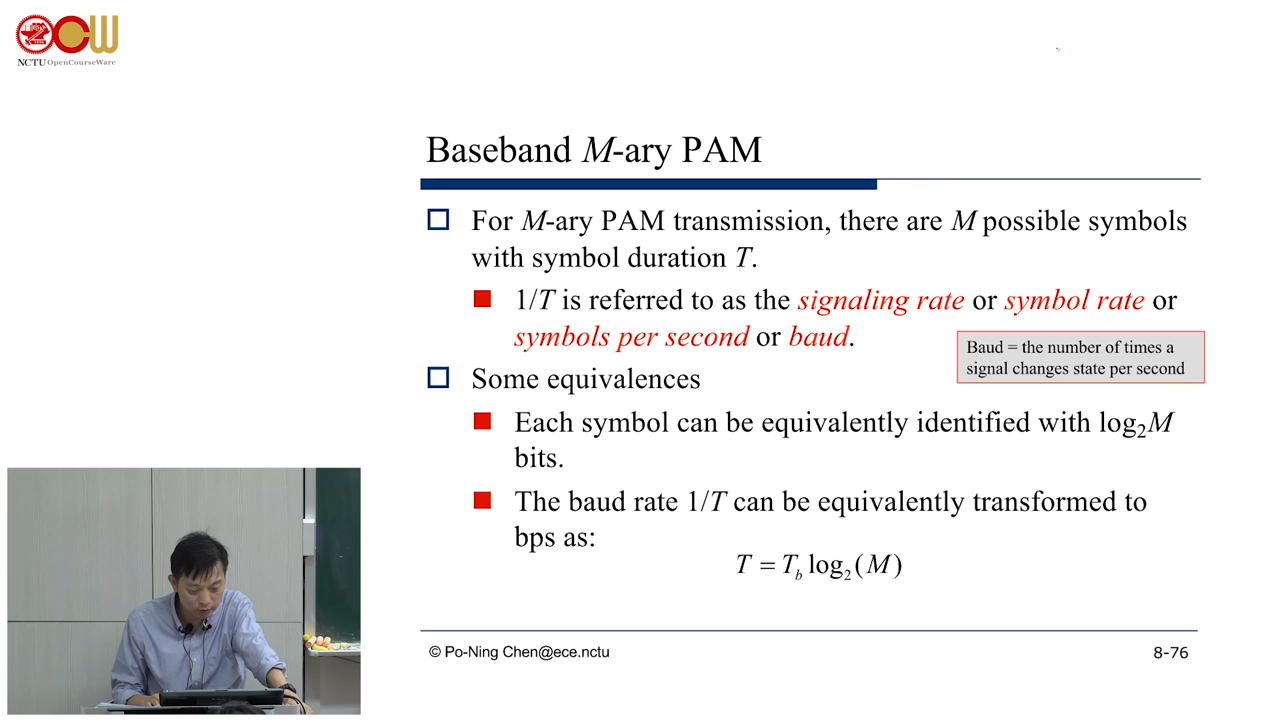 NCTU OpenCourseWare
Baseband M-ary PAM
For M-ary PAM transmission, there are M possible symbols
with symbol duration T.
1/T is referred to as the signaling rate or symbol rate or
symbols per second or baud.
Baud = the number of times a
signal changes state per second
Some equivalences
Each symbol can be equivalently identified with log₂M
bits.
The baud rate 1/T can be equivalently transformed to
bps as:
T = T_b log₂(M)
© Po-Ning Chen@ece.nctu
8-76